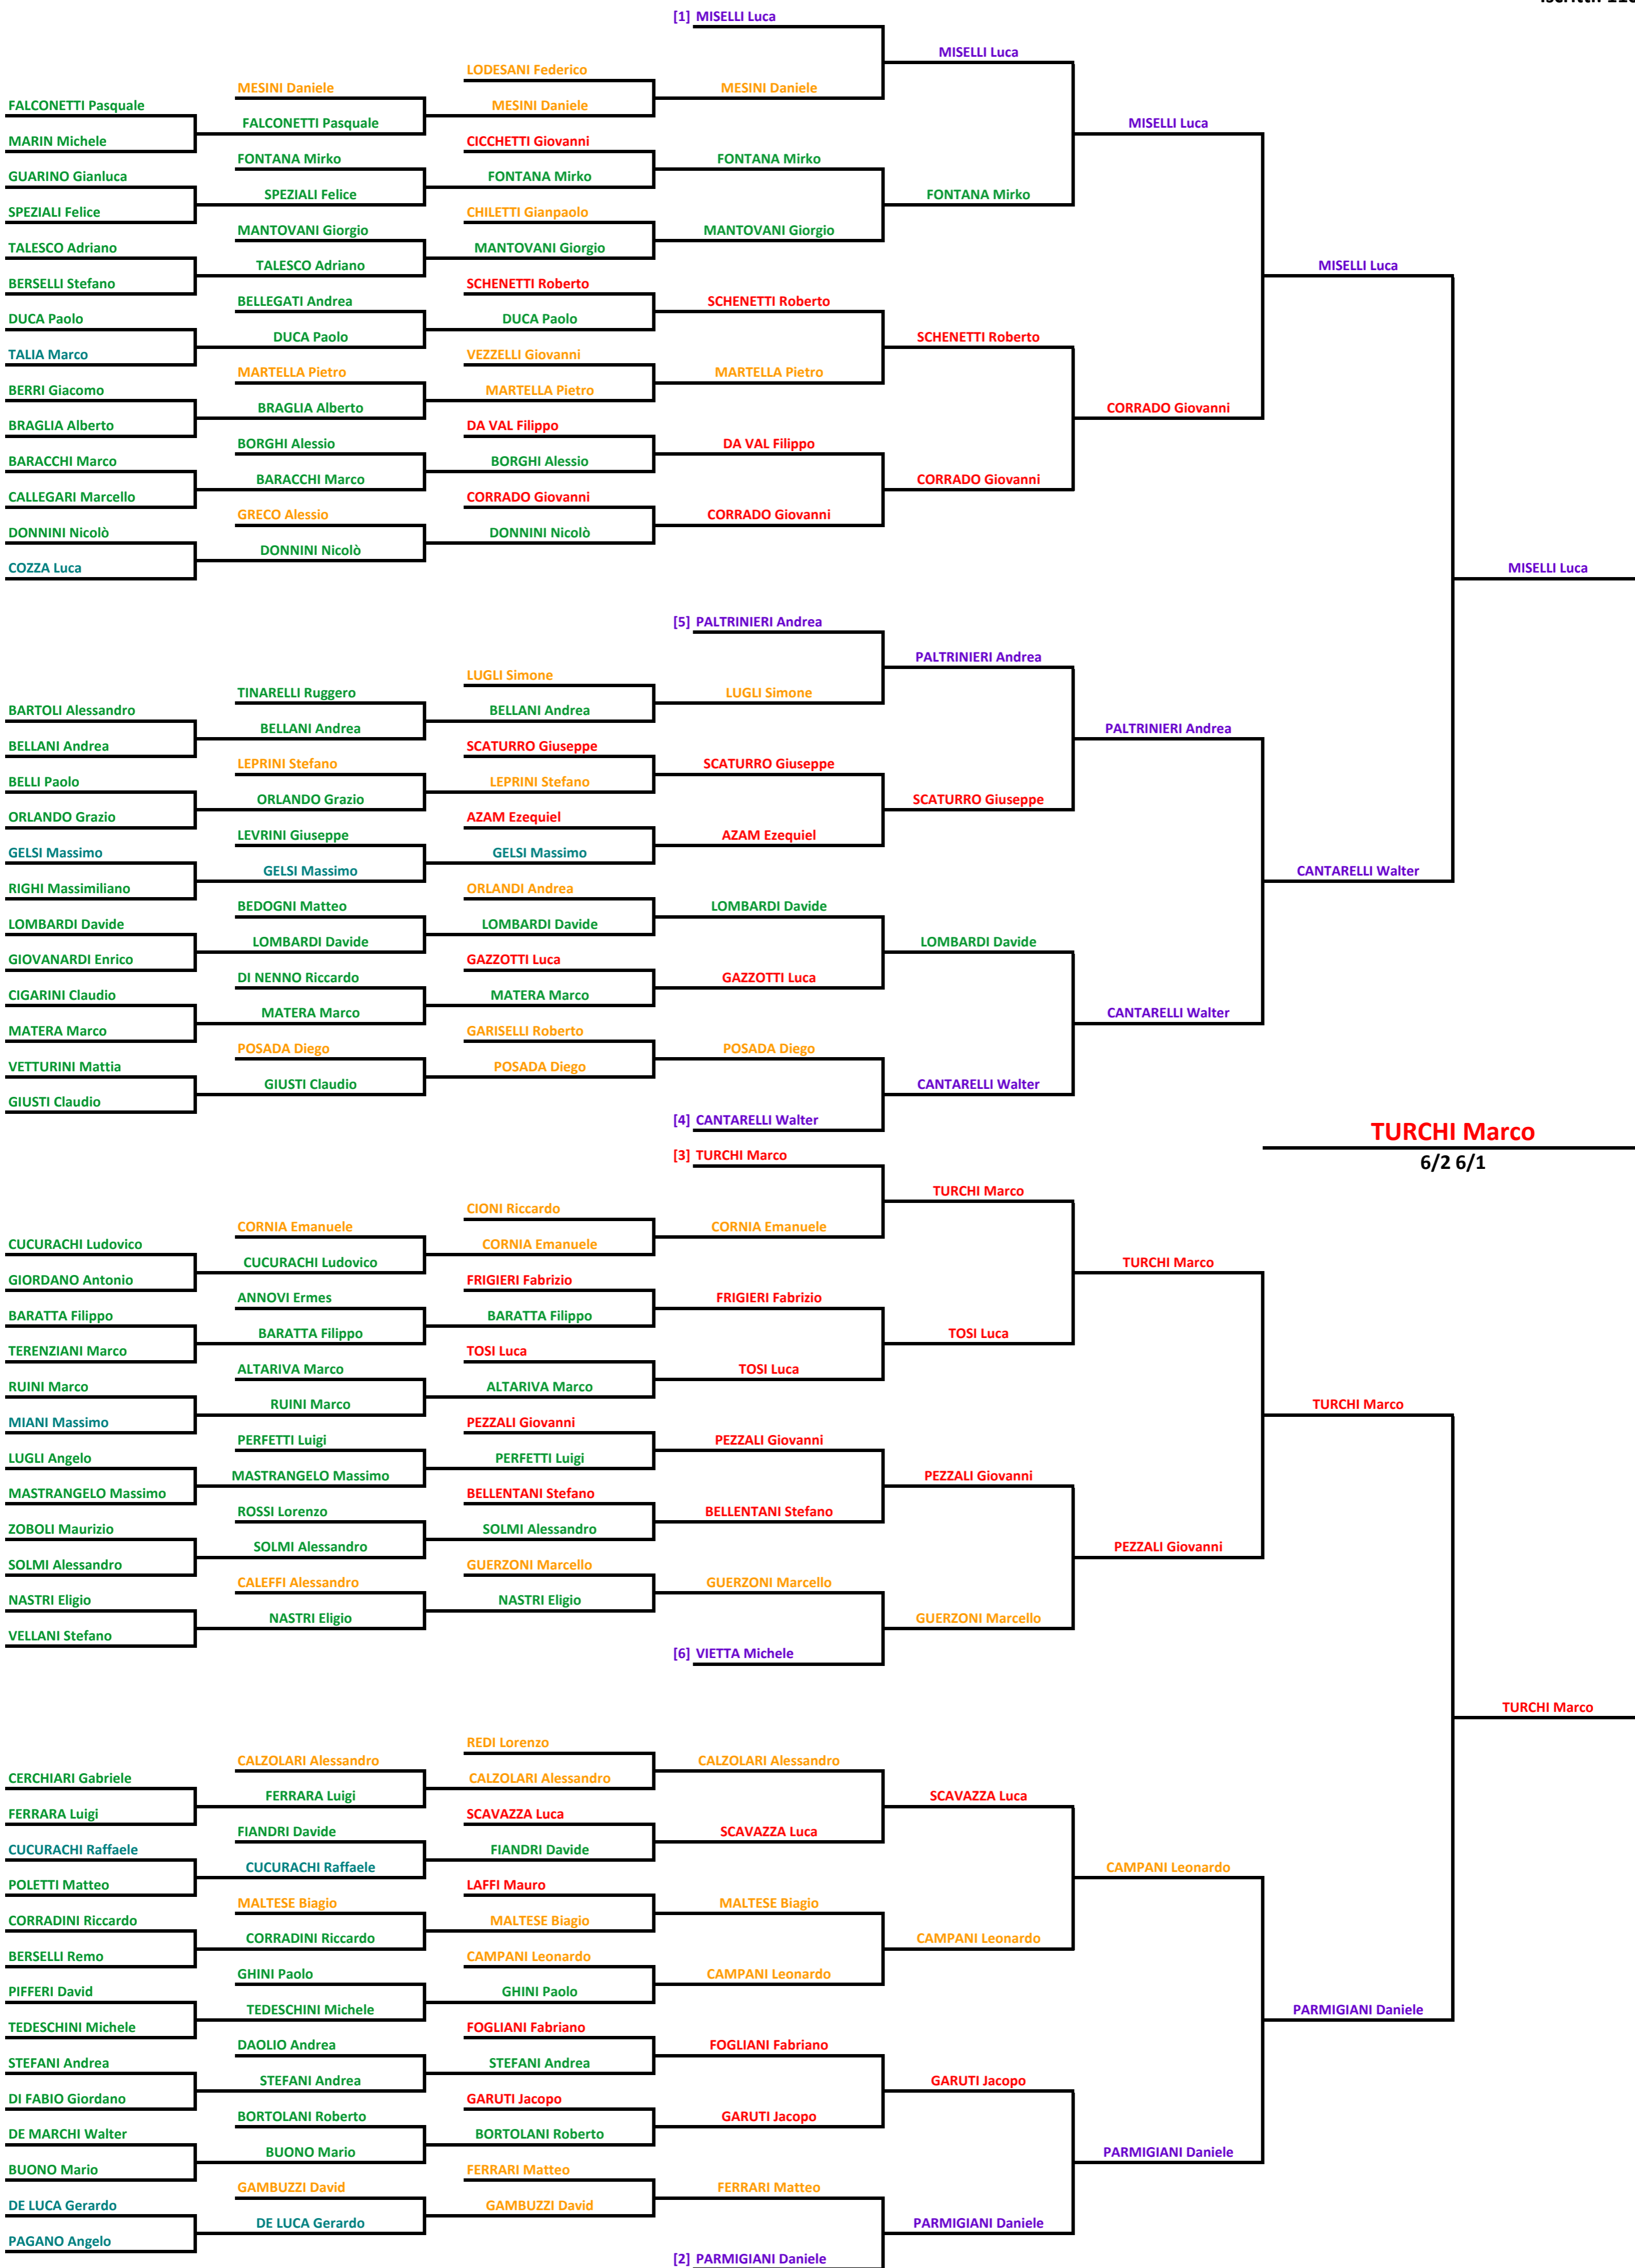 FALCONETTI Pasquale
MARIN Michele
GUARINO Gianluca
SPEZIALI Felice
TALESCO Adriano
BERSELLI Stefano
DUCA Paolo
TALIA Marco
BERRI Giacomo
BRAGLIA Alberto
BARACCHI Marco
CALLEGARI Marcello
DONNINI Nicolò
COZZA Luca
BARTOLI Alessandro
BELLANI Andrea
BELLI Paolo
ORLANDO Grazio
GELSI Massimo
RIGHI Massimiliano
LOMBARDI Davide
GIOVANARDI Enrico
CIGARINI Claudio
MATERA Marco
VETTURINI Mattia
GIUSTI Claudio
CUCURACHI Ludovico
GIORDANO Antonio
BARATTA Filippo
TERENZIANI Marco
RUINI Marco
MIANI Massimo
LUGLI Angelo
MASTRANGELO Massimo
ZOBOLI Maurizio
SOLMI Alessandro
NASTRI Eligio
VELLANI Stefano
CERCHIARI Gabriele
FERRARA Luigi
CUCURACHI Raffaele
POLETTI Matteo
CORRADINI Riccardo
BERSELLI Remo
PIFFERI David
TEDESCHINI Michele
STEFANI Andrea
DI FABIO Giordano
DE MARCHI Walter
BUONO Mario
DE LUCA Gerardo
PAGANO Angelo
MESINI Daniele
FALCONETTI Pasquale
FONTANA Mirko
SPEZIALI Felice
MANTOVANI Giorgio
TALESCO Adriano
BELLEGATI Andrea
DUCA Paolo
MARTELLA Pietro
BRAGLIA Alberto
BORGHI Alessio
BARACCHI Marco
GRECO Alessio
DONNINI Nicolò
TINARELLI Ruggero
BELLANI Andrea
LEPRINI Stefano
ORLANDO Grazio
LEVRINI Giuseppe
GELSI Massimo
BEDOGNI Matteo
LOMBARDI Davide
DI NENNO Riccardo
MATERA Marco
POSADA Diego
GIUSTI Claudio
CORNIA Emanuele
CUCURACHI Ludovico
ANNOVI Ermes
BARATTA Filippo
ALTARIVA Marco
RUINI Marco
PERFETTI Luigi
MASTRANGELO Massimo
ROSSI Lorenzo
SOLMI Alessandro
CALEFFI Alessandro
NASTRI Eligio
CALZOLARI Alessandro
FERRARA Luigi
FIANDRI Davide
CUCURACHI Raffaele
MALTESE Biagio
CORRADINI Riccardo
GHINI Paolo
TEDESCHINI Michele
DAOLIO Andrea
STEFANI Andrea
BORTOLANI Roberto
BUONO Mario
GAMBUZZI David
DE LUCA Gerardo
LODESANI Federico
MESINI Daniele
CICCHETTI Giovanni
FONTANA Mirko
CHILETTI Gianpaolo
MANTOVANI Giorgio
SCHENETTI Roberto
DUCA Paolo
VEZZELLI Giovanni
MARTELLA Pietro
DA VAL Filippo
BORGHI Alessio
CORRADO Giovanni
DONNINI Nicolò
LUGLI Simone
BELLANI Andrea
SCATURRO Giuseppe
LEPRINI Stefano
AZAM Ezequiel
GELSI Massimo
ORLANDI Andrea
LOMBARDI Davide
GAZZOTTI Luca
MATERA Marco
GARISELLI Roberto
POSADA Diego
CIONI Riccardo
CORNIA Emanuele
FRIGIERI Fabrizio
BARATTA Filippo
TOSI Luca
ALTARIVA Marco
PEZZALI Giovanni
PERFETTI Luigi
BELLENTANI Stefano
SOLMI Alessandro
GUERZONI Marcello
NASTRI Eligio
REDI Lorenzo
CALZOLARI Alessandro
SCAVAZZA Luca
FIANDRI Davide
LAFFI Mauro
MALTESE Biagio
CAMPANI Leonardo
GHINI Paolo
FOGLIANI Fabriano
STEFANI Andrea
GARUTI Jacopo
BORTOLANI Roberto
FERRARI Matteo
GAMBUZZI David
[1] MISELLI Luca
MESINI Daniele
FONTANA Mirko
MANTOVANI Giorgio
SCHENETTI Roberto
MARTELLA Pietro
DA VAL Filippo
CORRADO Giovanni
[5] PALTRINIERI Andrea
LUGLI Simone
SCATURRO Giuseppe
AZAM Ezequiel
LOMBARDI Davide
GAZZOTTI Luca
POSADA Diego
[4] CANTARELLI Walter
[3] TURCHI Marco
CORNIA Emanuele
FRIGIERI Fabrizio
TOSI Luca
PEZZALI Giovanni
BELLENTANI Stefano
GUERZONI Marcello
[6] VIETTA Michele
CALZOLARI Alessandro
SCAVAZZA Luca
MALTESE Biagio
CAMPANI Leonardo
FOGLIANI Fabriano
GARUTI Jacopo
FERRARI Matteo
[2] PARMIGIANI Daniele
MISELLI Luca
FONTANA Mirko
SCHENETTI Roberto
CORRADO Giovanni
PALTRINIERI Andrea
SCATURRO Giuseppe
LOMBARDI Davide
CANTARELLI Walter
TURCHI Marco
TOSI Luca
PEZZALI Giovanni
GUERZONI Marcello
SCAVAZZA Luca
CAMPANI Leonardo
GARUTI Jacopo
PARMIGIANI Daniele
MISELLI Luca
CORRADO Giovanni
PALTRINIERI Andrea
CANTARELLI Walter
TURCHI Marco
PEZZALI Giovanni
CAMPANI Leonardo
PARMIGIANI Daniele
MISELLI Luca
CANTARELLI Walter
TURCHI Marco
PARMIGIANI Daniele
MISELLI Luca
TURCHI Marco
TURCHI Marco
6/2 6/1